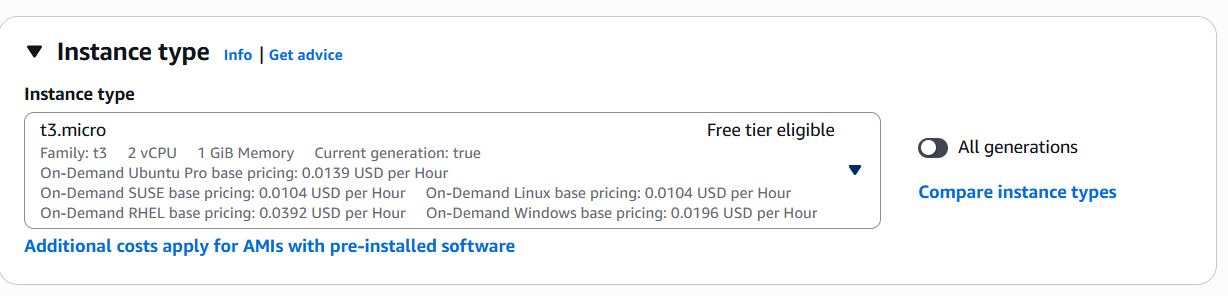 Instance type Info | Get advice
Instance type
t3.micro Free tier eligible
Family: t3 2 vCPU 1 GiB Memory Current generation: true
On-Demand Ubuntu Pro base pricing: 0.0139 USD per Hour
On-Demand SUSE base pricing: 0.0104 USD per Hour On-Demand Linux base pricing: 0.0104 USD per Hour
On-Demand RHEL base pricing: 0.0392 USD per Hour On-Demand Windows base pricing: 0.0196 USD per Hour
All generations
Compare instance types
Additional costs apply for AMIs with pre-installed software